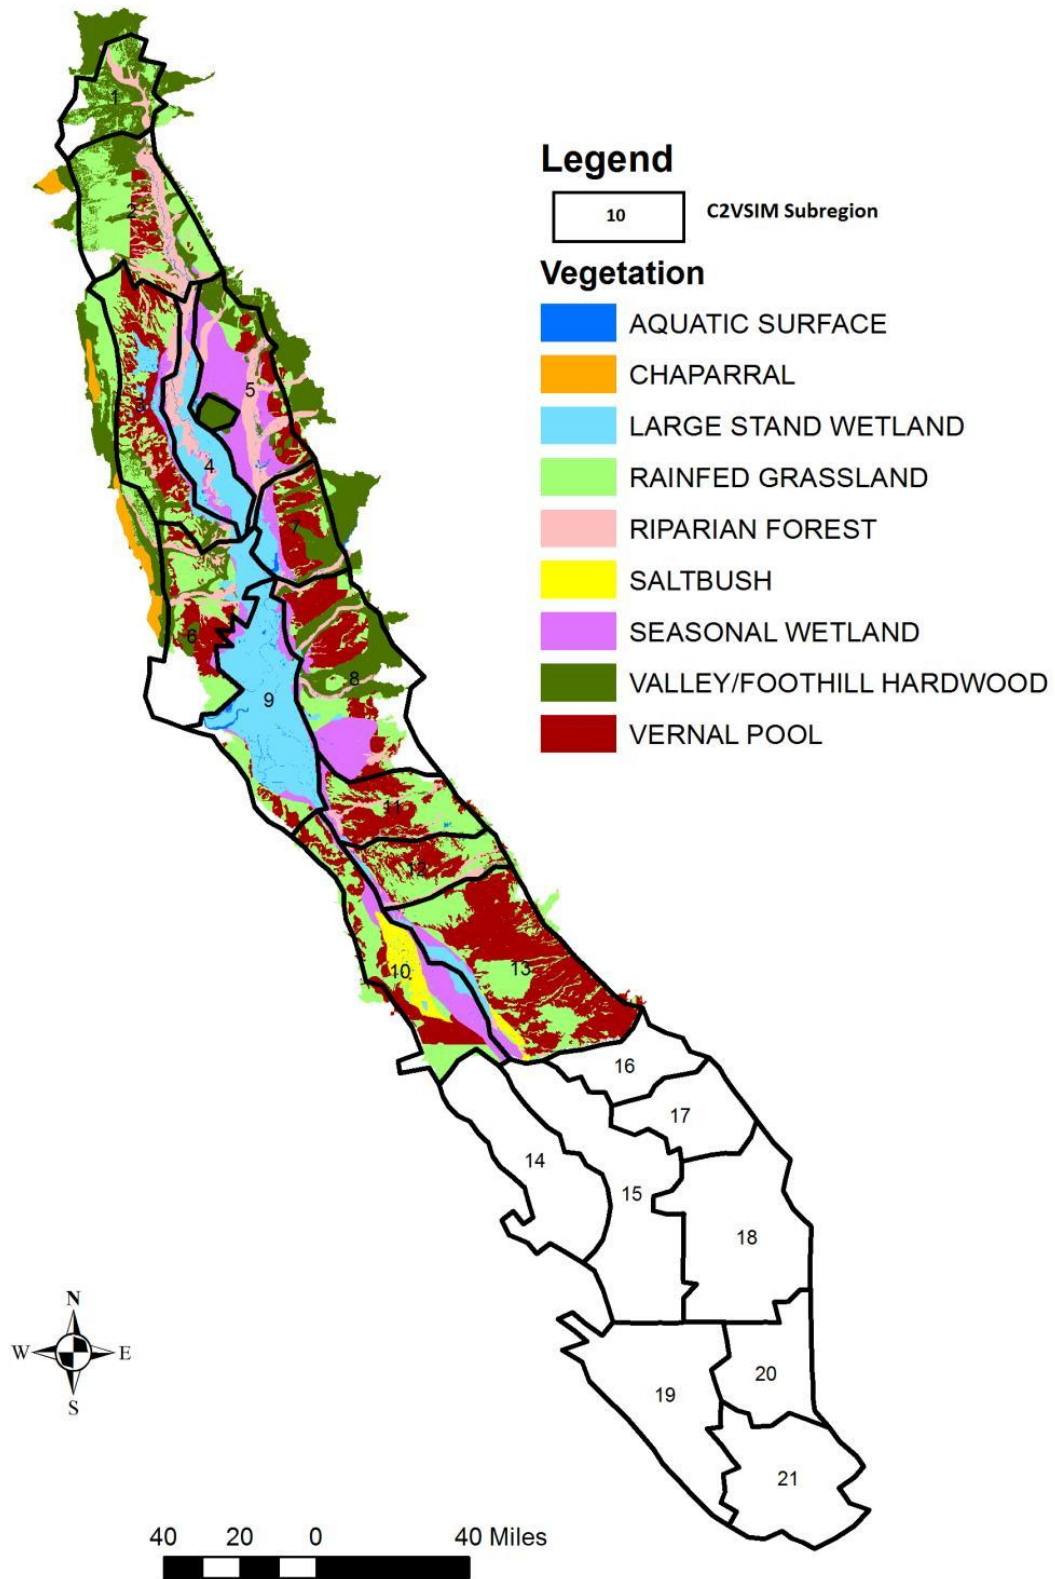 Legend
10 C2VSIM Subregion
Vegetation
AQUATIC SURFACE
CHAPARRAL
LARGE STAND WETLAND
RAINFED GRASSLAND
RIPARIAN FOREST
SALTBUSH
SEASONAL WETLAND
VALLEY/FOOTHILL HARDWOOD
VERNAL POOL
1
2
3
5
4
7
6
8
9
11
12
10
13
16
17
14
15
18
20
19
21
N
W E
S
40 20 0 40 Miles